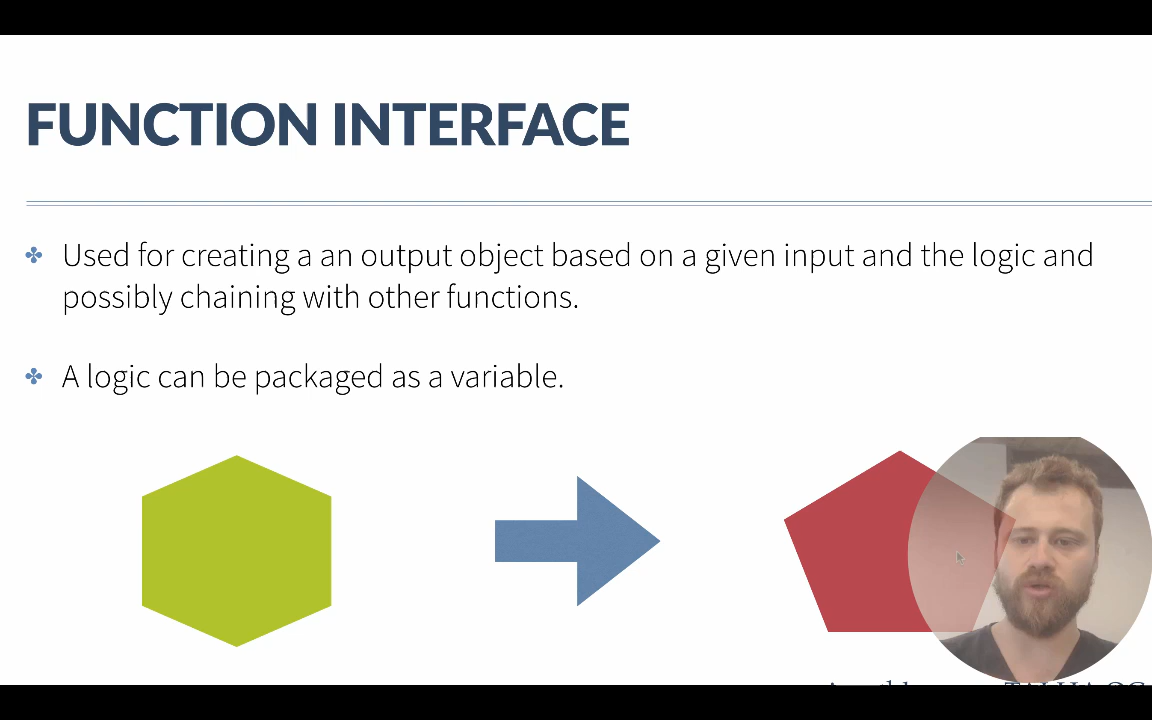 FUNCTION INTERFACE
Used for creating a an output object based on a given input and the logic and
possibly chaining with other functions.
A logic can be packaged as a variable.